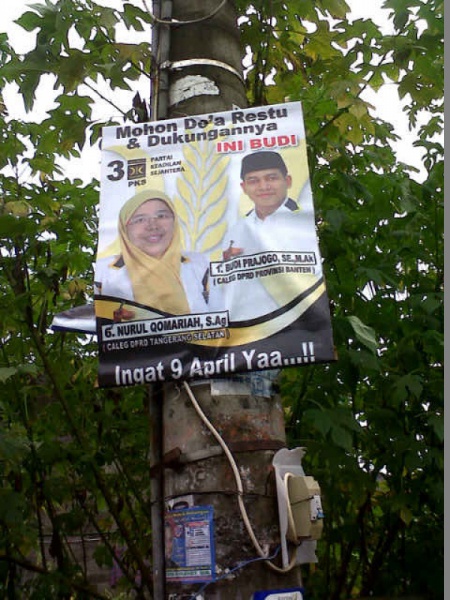 Mohon Do'a Restu
& Dukungannya
INI BUDI
3
PARTAI
KEADILAN
SEJAHTERA
PKS
1. BUDI PRAJOGO, SE.,M.Ak
( CALEG DPRD PROVINSI BANTEN )
6. NURUL QOMARIAH, S.Ag
( CALEG DPRD TANGERANG SELATAN )
Ingat 9 April Yaa...!!